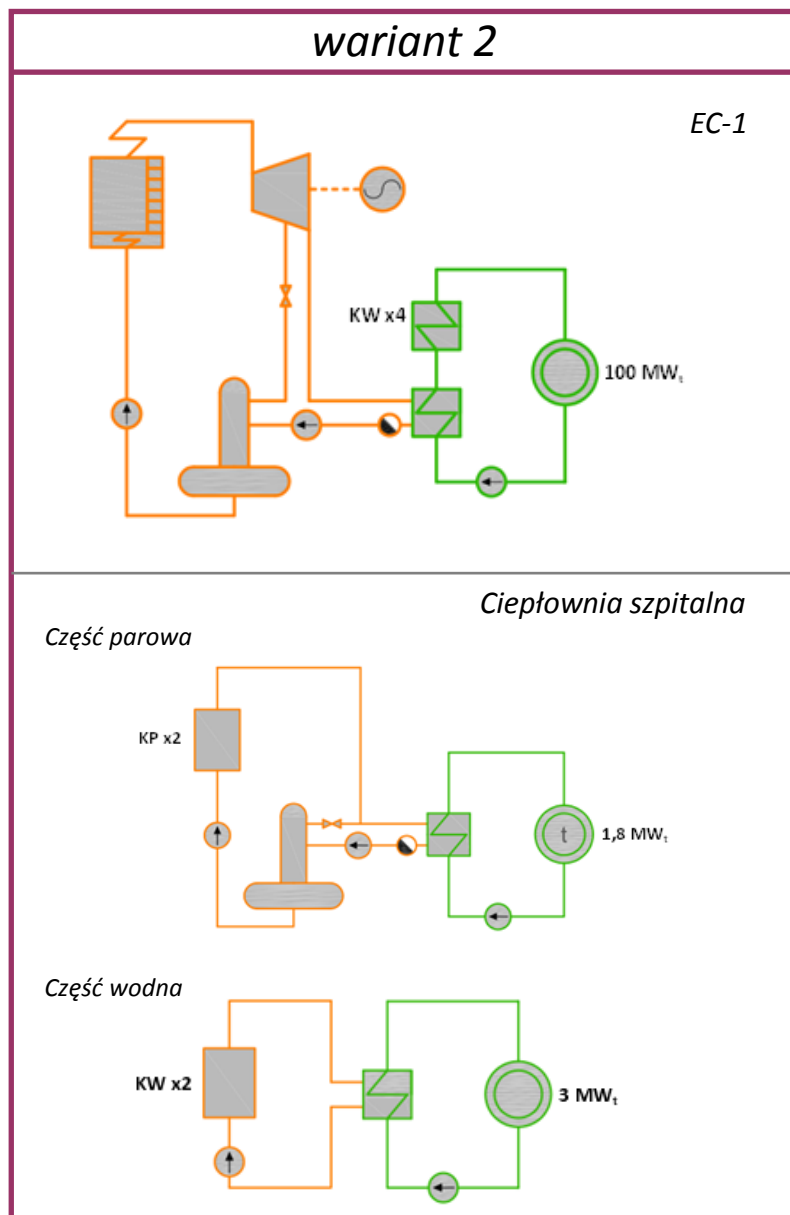 wariant 2
EC-1
KW x4
100 MWₜ
Ciepłownia szpitalna
Część parowa
KP x2
t
1,8 MWₜ
Część wodna
KW x2
3 MWₜ